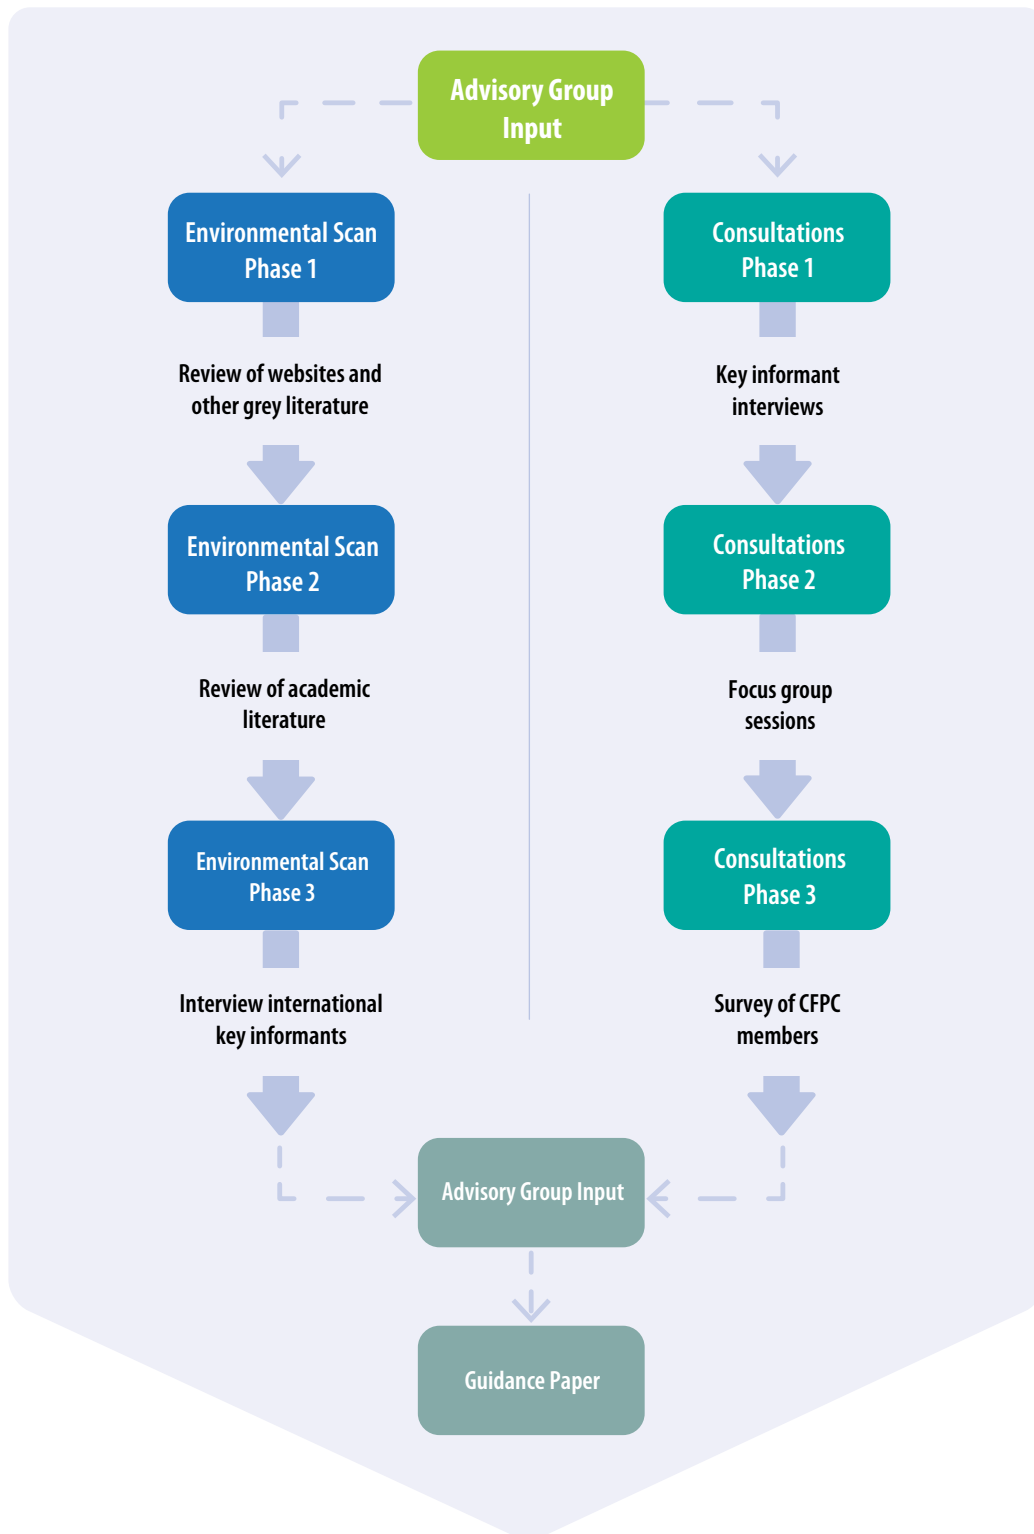 Advisory Group
Input
Environmental Scan
Phase 1
Consultations
Phase 1
Review of websites and
other grey literature
Key informant
interviews
Environmental Scan
Phase 2
Consultations
Phase 2
Review of academic
literature
Focus group
sessions
Environmental Scan
Phase 3
Consultations
Phase 3
Interview international
key informants
Survey of CFPC
members
Advisory Group Input
Guidance Paper